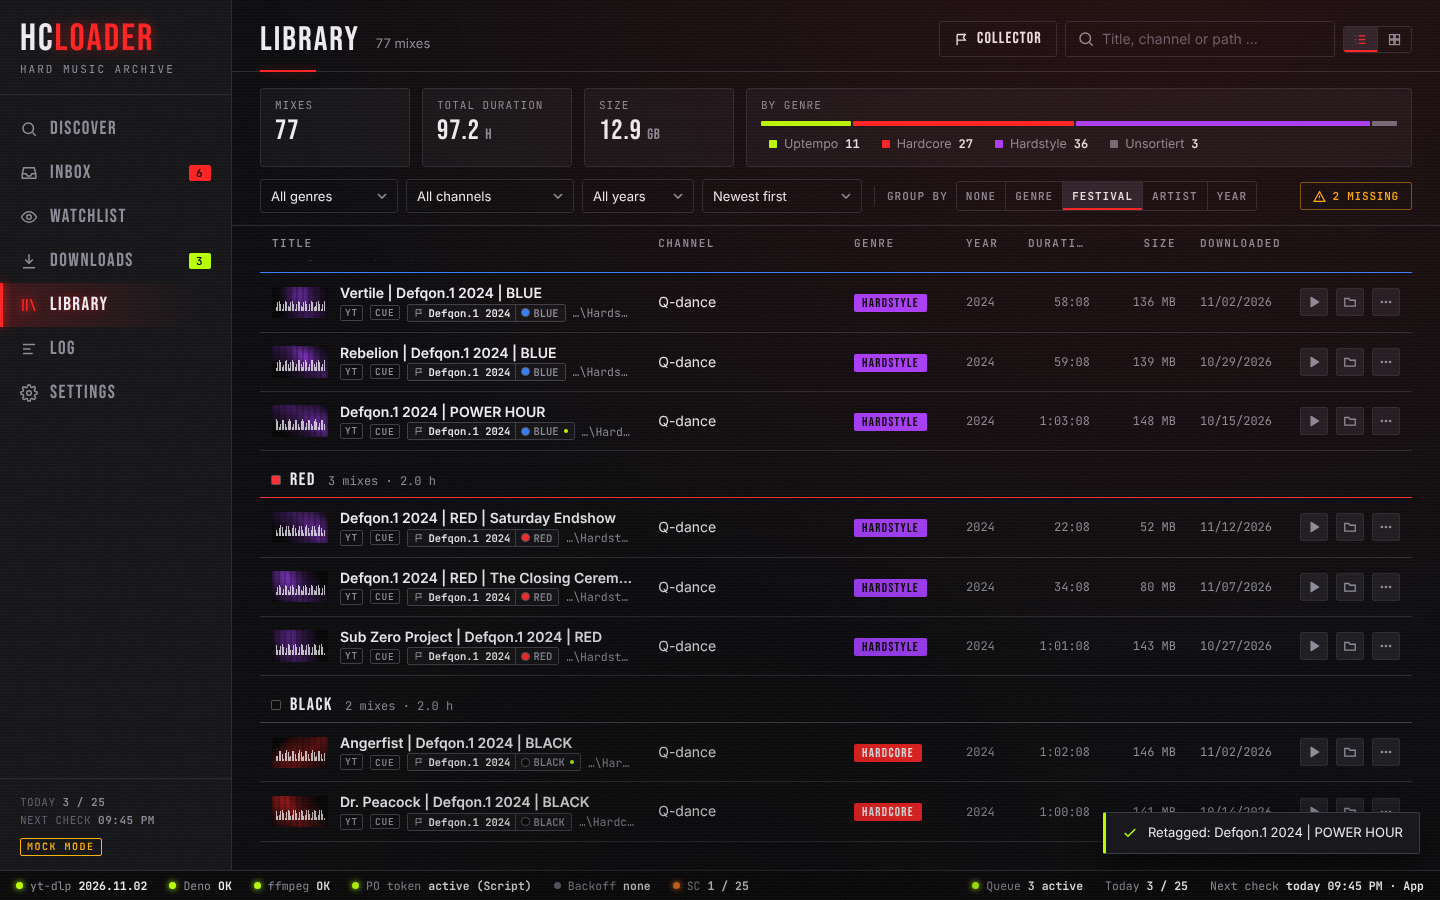 HCLOADER
HARD MUSIC ARCHIVE
DISCOVER
INBOX 6
WATCHLIST
DOWNLOADS 3
LIBRARY
LOG
SETTINGS
TODAY 3 / 25
NEXT CHECK 09:45 PM
MOCK MODE
LIBRARY 77 mixes
COLLECTOR
Title, channel or path ...
MIXES
77
TOTAL DURATION
97.2 H
SIZE
12.9 GB
BY GENRE
Uptempo 11 Hardcore 27 Hardstyle 36 Unsortiert 3
All genres All channels All years Newest first GROUP BY NONE GENRE FESTIVAL ARTIST YEAR 2 MISSING
TITLE CHANNEL GENRE YEAR DURATI… SIZE DOWNLOADED
Vertile | Defqon.1 2024 | BLUE
YT CUE Defqon.1 2024 BLUE …\Hards…
Q-dance HARDSTYLE 2024 58:08 136 MB 11/02/2026
Rebelion | Defqon.1 2024 | BLUE
YT CUE Defqon.1 2024 BLUE …\Hards…
Q-dance HARDSTYLE 2024 59:08 139 MB 10/29/2026
Defqon.1 2024 | POWER HOUR
YT CUE Defqon.1 2024 BLUE …\Hard…
Q-dance HARDSTYLE 2024 1:03:08 148 MB 10/15/2026
RED 3 mixes · 2.0 h
Defqon.1 2024 | RED | Saturday Endshow
YT CUE Defqon.1 2024 RED …\Hardst…
Q-dance HARDSTYLE 2024 22:08 52 MB 11/12/2026
Defqon.1 2024 | RED | The Closing Cerem…
YT CUE Defqon.1 2024 RED …\Hardst…
Q-dance HARDSTYLE 2024 34:08 80 MB 11/07/2026
Sub Zero Project | Defqon.1 2024 | RED
YT CUE Defqon.1 2024 RED …\Hardst…
Q-dance HARDSTYLE 2024 1:01:08 143 MB 10/27/2026
BLACK 2 mixes · 2.0 h
Angerfist | Defqon.1 2024 | BLACK
YT CUE Defqon.1 2024 BLACK …\Har…
Q-dance HARDCORE 2024 1:02:08 146 MB 11/02/2026
Dr. Peacock | Defqon.1 2024 | BLACK
YT CUE Defqon.1 2024 BLACK …\Hardc…
Q-dance HARDCORE 2024 1:00:08 141 MB 10/14/2026
Retagged: Defqon.1 2024 | POWER HOUR
yt-dlp 2026.11.02 Deno OK ffmpeg OK PO token active (Script) Backoff none SC 1 / 25 Queue 3 active Today 3 / 25 Next check today 09:45 PM · App